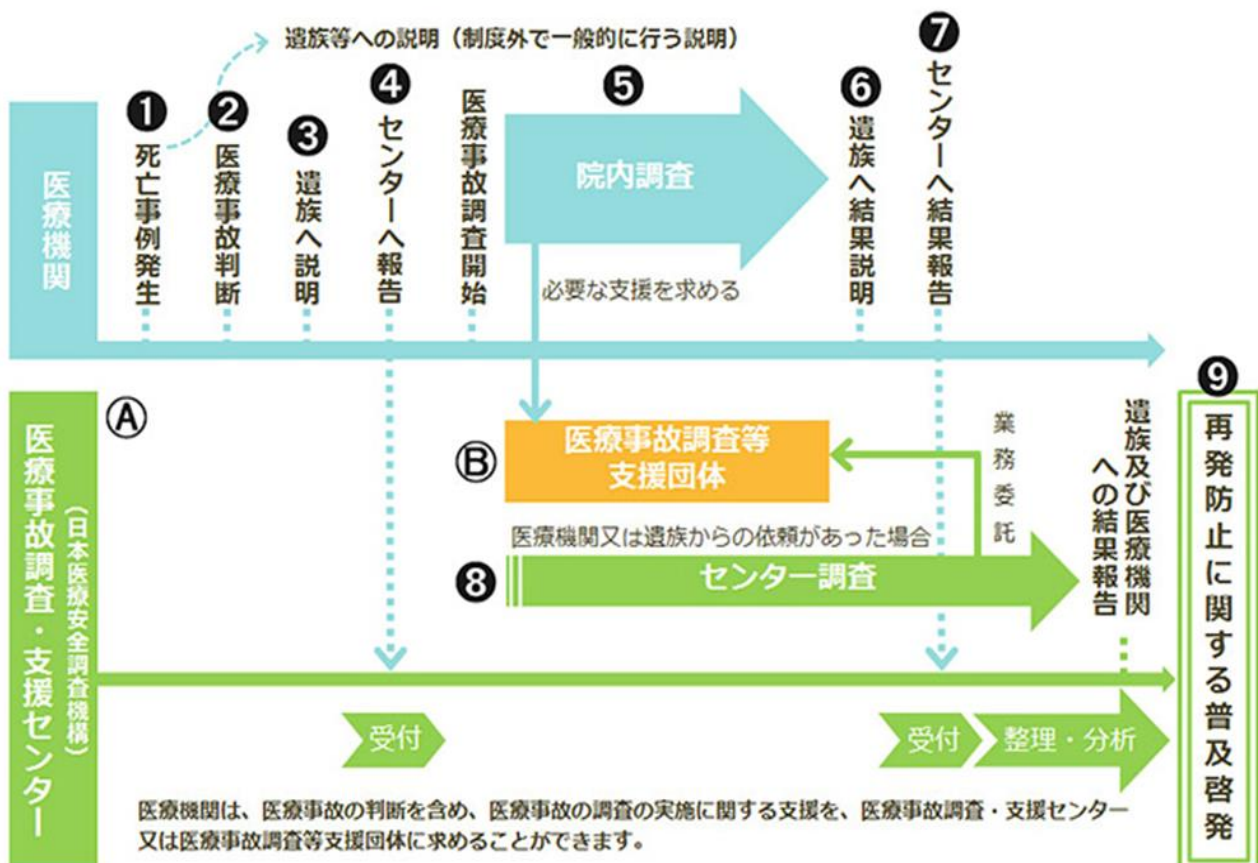 遺族等への説明（制度外で一般的に行う説明）
医療機関
❶
死亡事例発生
❷
医療事故判断
❸
遺族へ説明
❹
センターへ報告
医療事故調査開始
❺
院内調査
必要な支援を求める
❻
遺族へ結果説明
❼
センターへ結果報告
医療事故調査・支援センター
（日本医療安全調査機構）
Ⓐ
Ⓑ
医療事故調査等
支援団体
業務委託
医療機関又は遺族からの依頼があった場合
❽
センター調査
遺族及び医療機関
への結果報告
❾
再発防止に関する普及啓発
受付
受付
整理・分析
医療機関は、医療事故の判断を含め、医療事故の調査の実施に関する支援を、医療事故調査・支援センター
又は医療事故調査等支援団体に求めることができます。